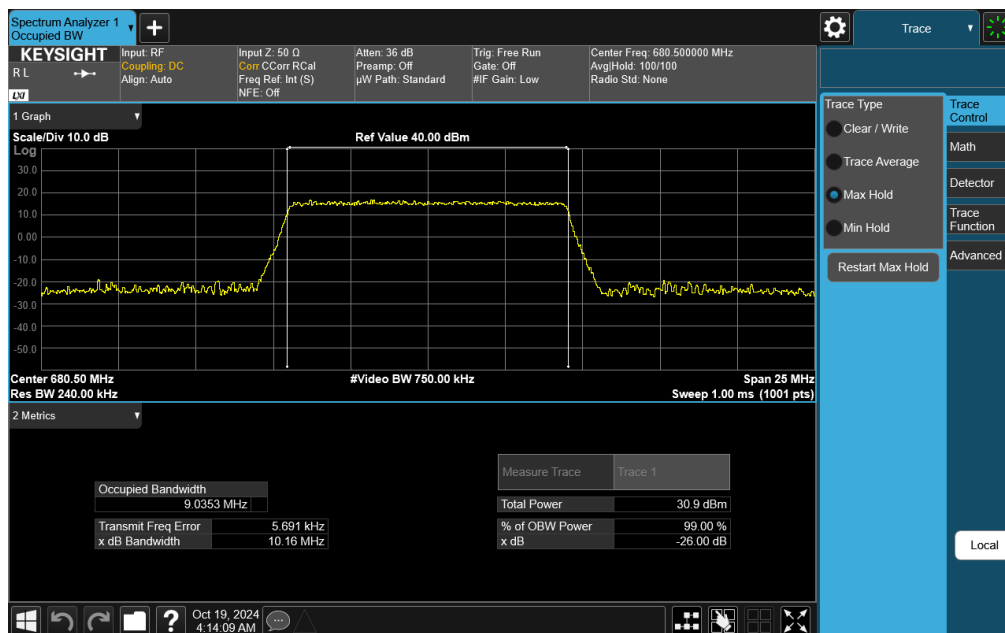 Spectrum Analyzer 1
Occupied BW
KEYSIGHT
R L
LXI
Input: RF
Coupling: DC
Align: Auto
Input Z: 50 Ω
Corr CCorr RCal
Freq Ref: Int (S)
NFE: Off
Atten: 36 dB
Preamp: Off
µW Path: Standard
Trig: Free Run
Gate: Off
#IF Gain: Low
Center Freq: 680.500000 MHz
Avg|Hold: 100/100
Radio Std: None
1 Graph
Scale/Div 10.0 dB
Ref Value 40.00 dBm
Log
30.0
20.0
10.0
0.00
-10.0
-20.0
-30.0
-40.0
-50.0
Center 680.50 MHz
#Video BW 750.00 kHz
Span 25 MHz
Res BW 240.00 kHz
Sweep 1.00 ms (1001 pts)
2 Metrics
Measure Trace Trace 1
Occupied Bandwidth
9.0353 MHz
Total Power 30.9 dBm
Transmit Freq Error 5.691 kHz
% of OBW Power 99.00 %
x dB Bandwidth 10.16 MHz
x dB -26.00 dB
Oct 19, 2024
4:14:09 AM
?
Trace
Trace Type
Clear / Write
Trace Average
Max Hold
Min Hold
Restart Max Hold
Trace
Control
Math
Detector
Trace
Function
Advanced
Local